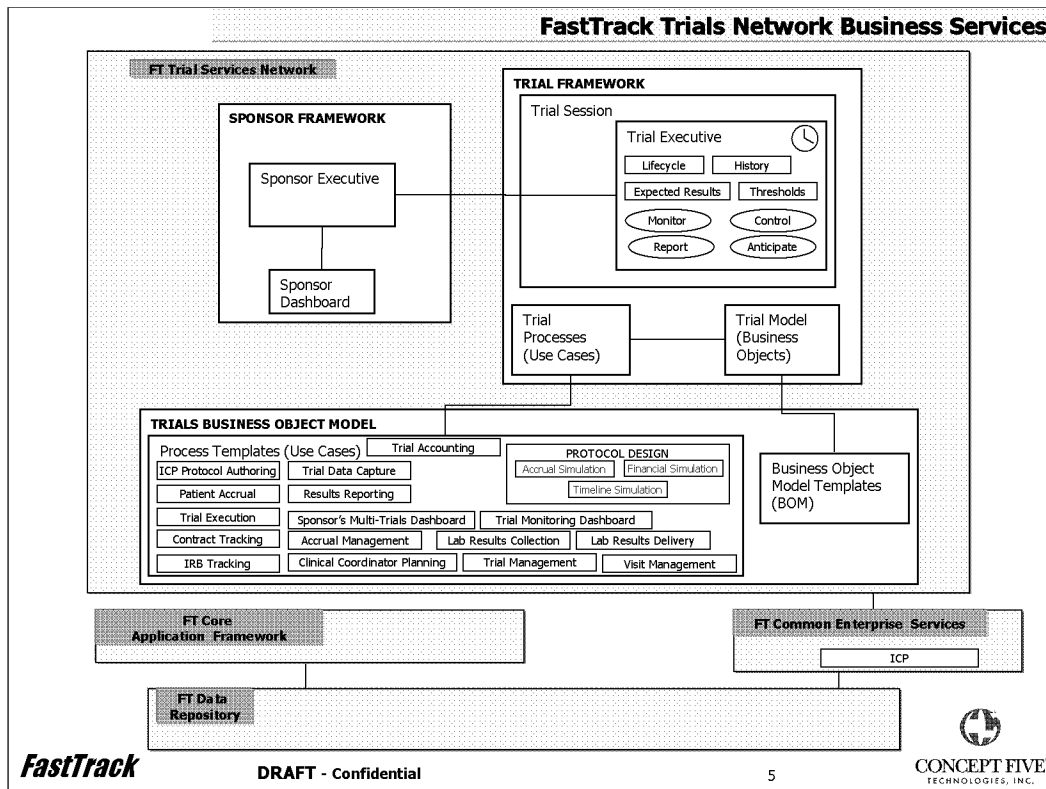 FastTrack Trials Network Business Services
FT Trial Services Network
TRIAL FRAMEWORK
Trial Session
SPONSOR FRAMEWORK
Trial Executive
Lifecycle
History
Sponsor Executive
Expected Results
Thresholds
Monitor
Control
Report
Anticipate
Sponsor
Dashboard
Trial
Processes
(Use Cases)
Trial Model
(Business
Objects)
TRIALS BUSINESS OBJECT MODEL
Process Templates (Use Cases)
Trial Accounting
PROTOCOL DESIGN
Accrual Simulation
Financial Simulation
Timeline Simulation
ICP Protocol Authoring
Trial Data Capture
Patient Accrual
Results Reporting
Trial Execution
Sponsor's Multi-Trials Dashboard
Trial Monitoring Dashboard
Contract Tracking
Accrual Management
Lab Results Collection
Lab Results Delivery
IRB Tracking
Clinical Coordinator Planning
Trial Management
Visit Management
Business Object
Model Templates
(BOM)
FT Core
Application Framework
FT Common Enterprise Services
ICP
FT Data
Repository
FastTrack
DRAFT - Confidential
5
CONCEPT FIVE
TECHNOLOGIES, INC.